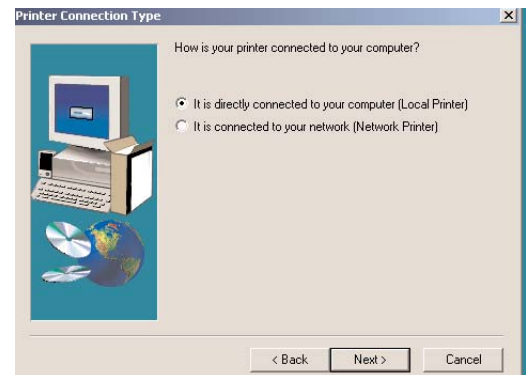 Printer Connection Type
How is your printer connected to your computer?
It is directly connected to your computer (Local Printer)
It is connected to your network (Network Printer)
< Back Next > Cancel